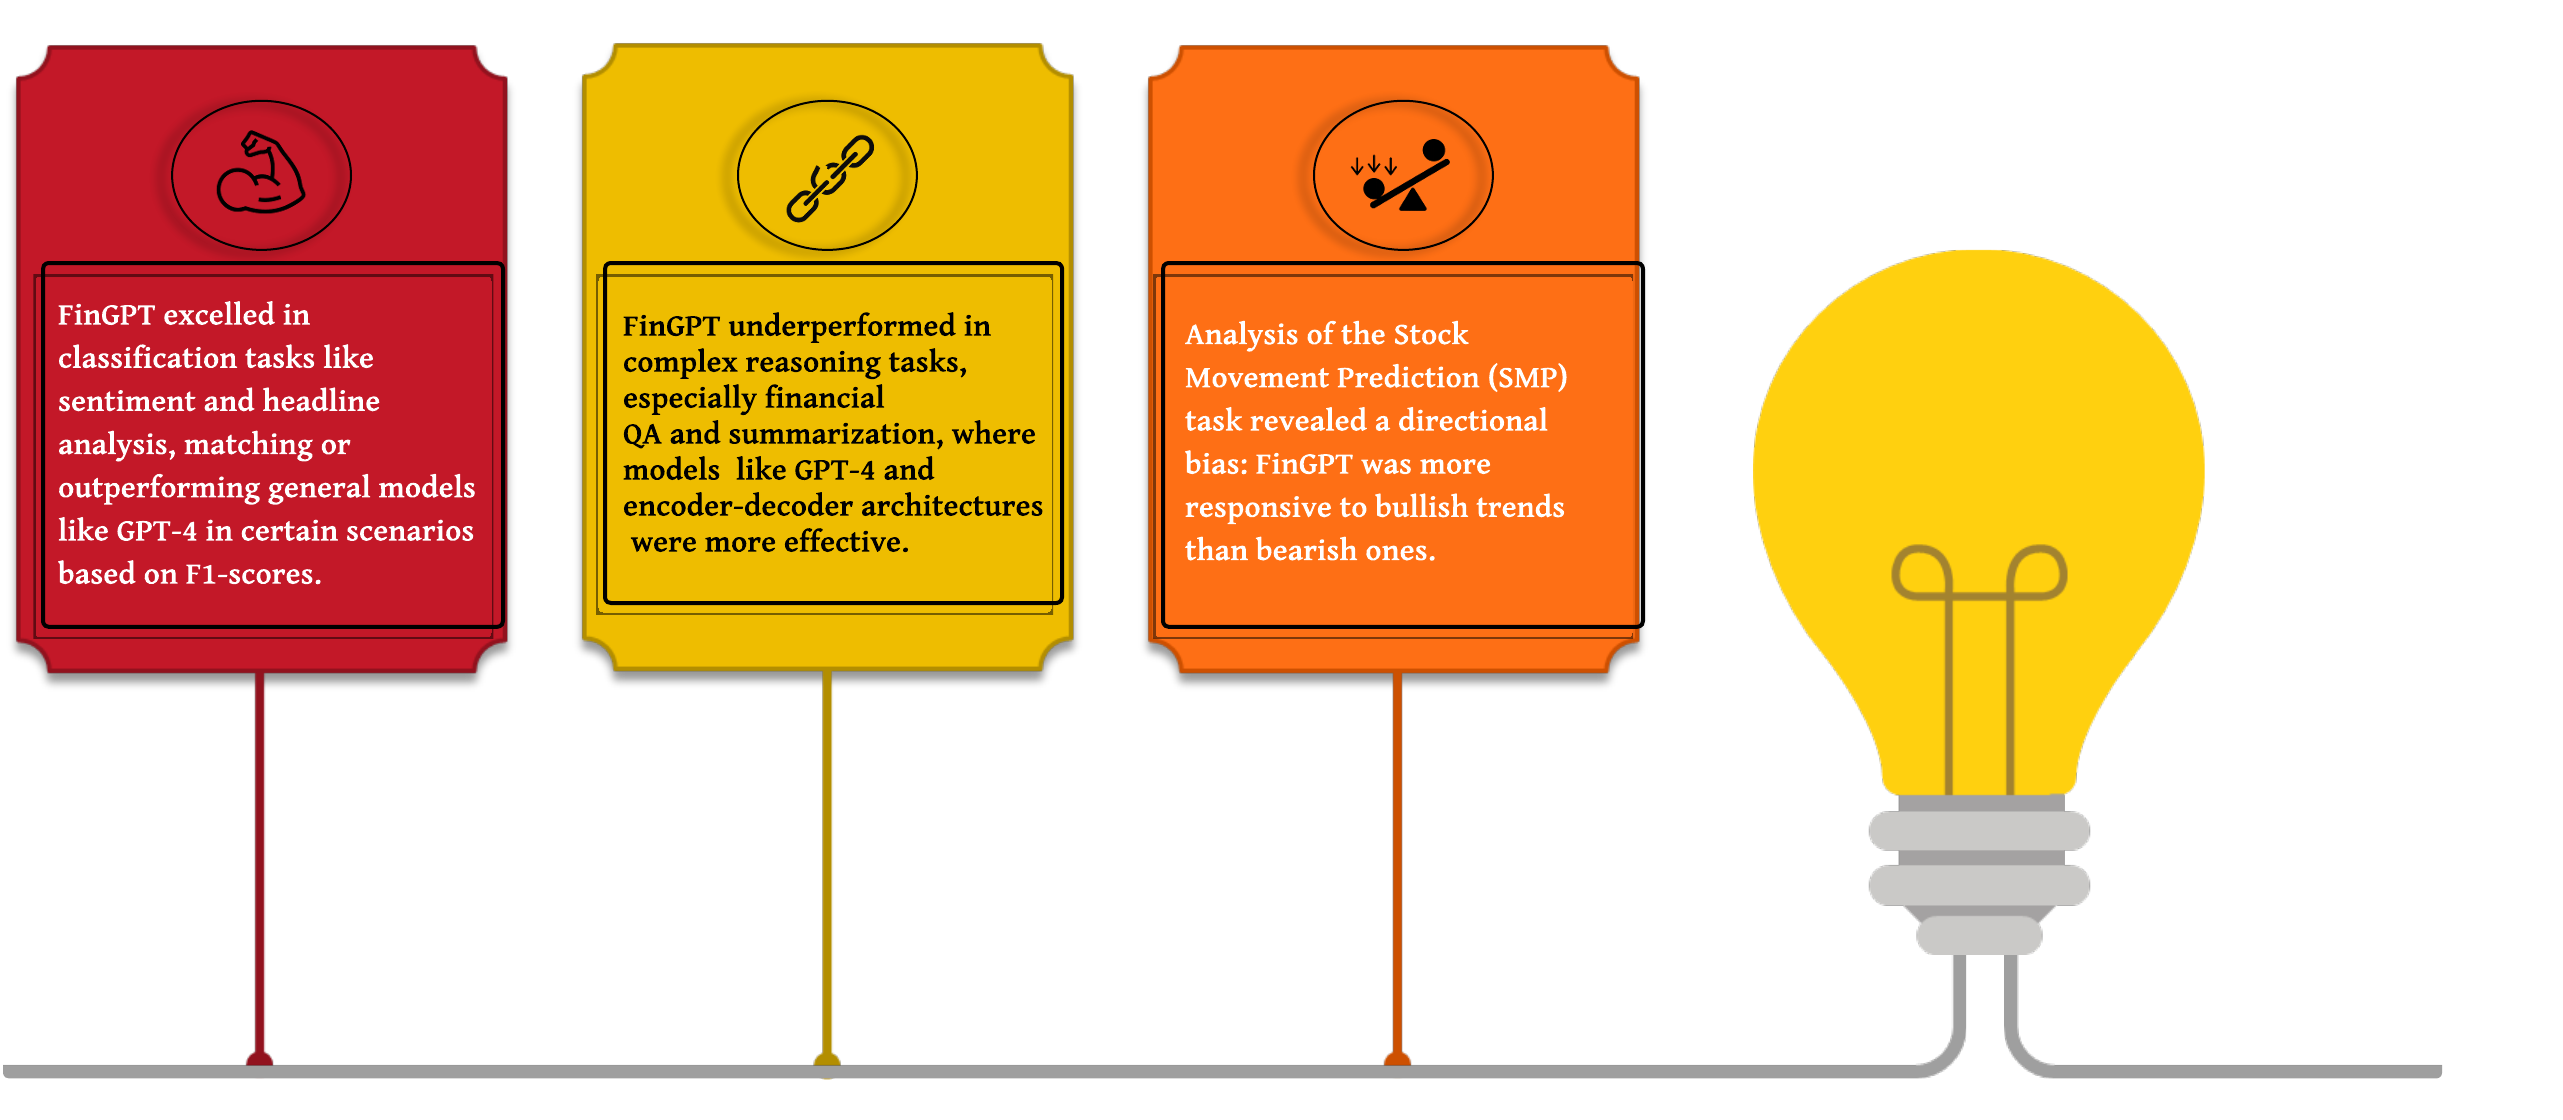 FinGPT excelled in
classification tasks like
sentiment and headline
analysis, matching or
outperforming general models
like GPT-4 in certain scenarios
based on F1-scores.
FinGPT underperformed in
complex reasoning tasks,
especially financial
QA and summarization, where
models  like GPT-4 and
encoder-decoder architectures
were more effective.
Analysis of the Stock
Movement Prediction (SMP)
task revealed a directional
bias: FinGPT was more
responsive to bullish trends
than bearish ones.